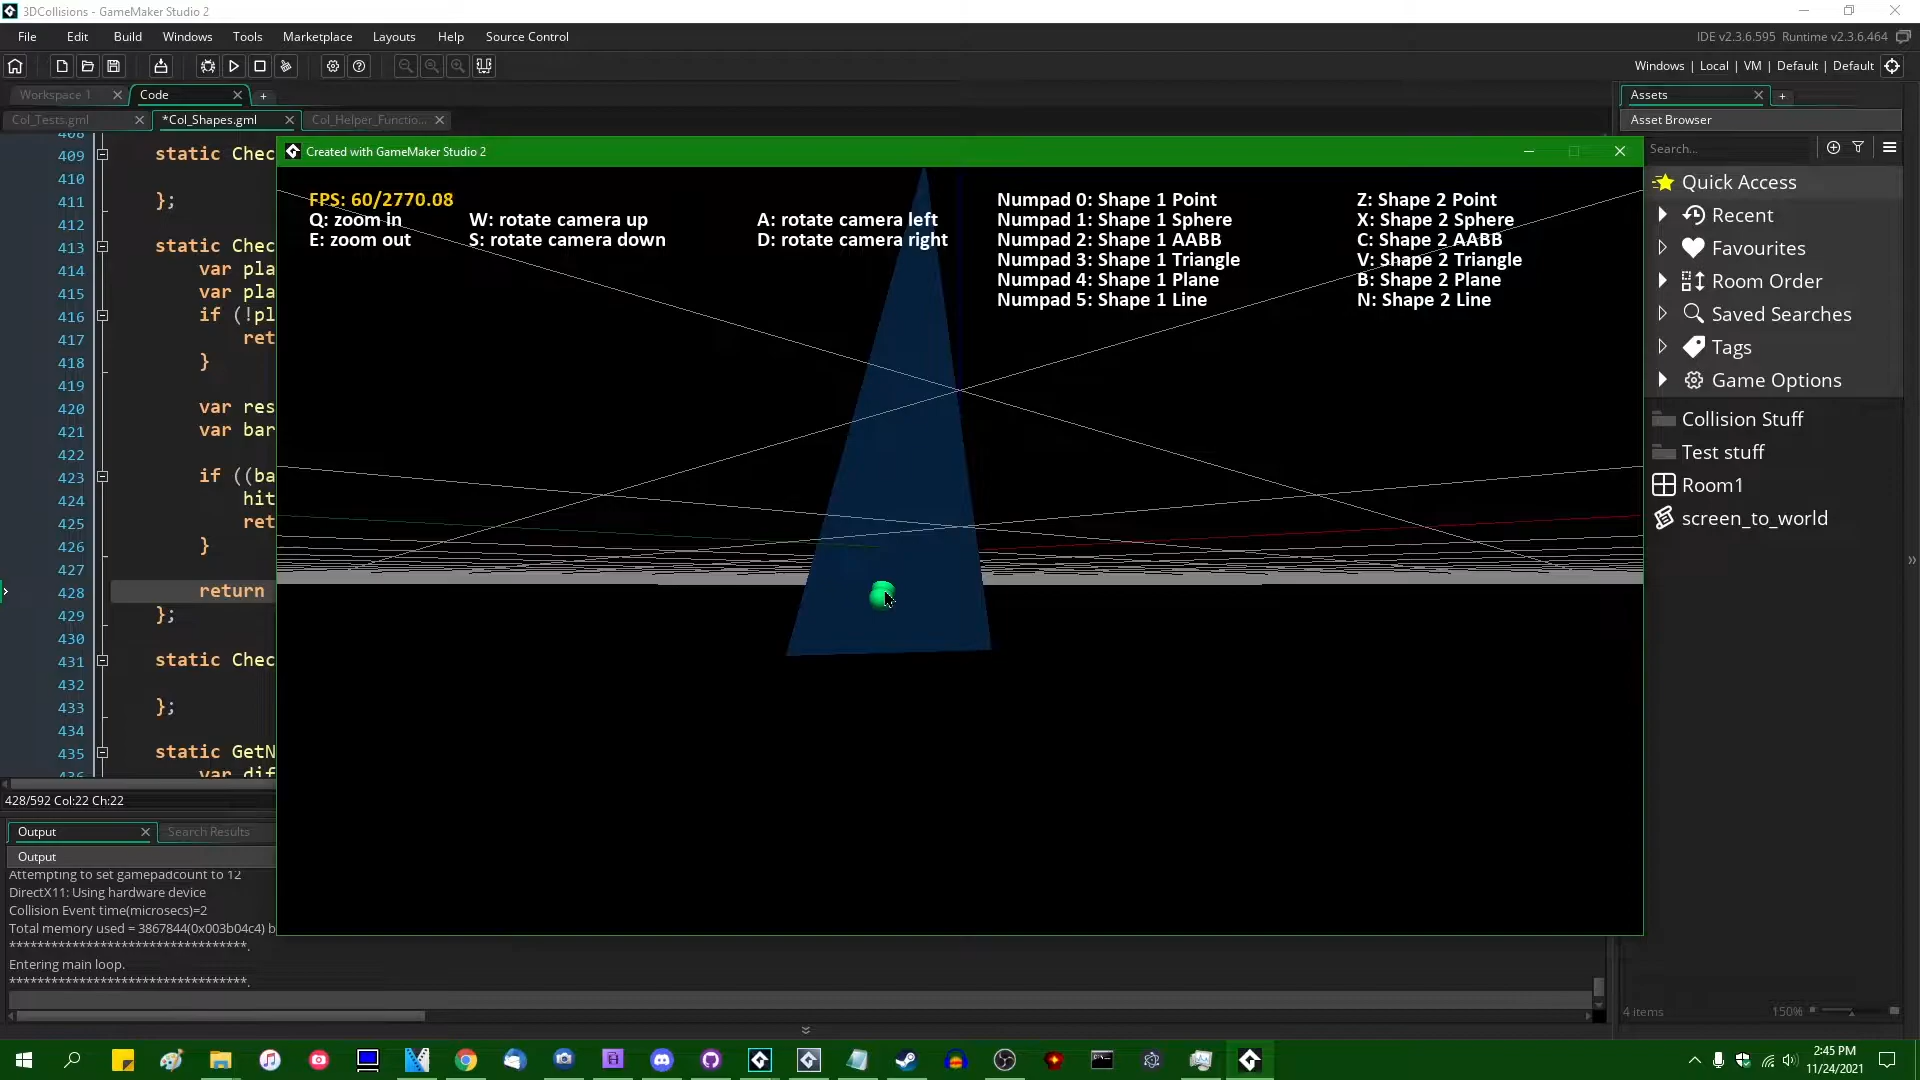 3DCollisions - GameMaker Studio 2
File Edit Build Windows Tools Marketplace Layouts Help Source Control
IDE v2.3.6.595 Runtime v2.3.6.464
Windows | Local | VM | Default | Default
Workspace 1
Code
Assets
Col_Tests.gml
*Col_Shapes.gml
Col_Helper_Functio...
Asset Browser
Search...
408
409 static Chec
410
411 };
412
413 static Chec
414 var pla
415 var pla
416 if (!pl
417 ret
418 }
419
420 var res
421 var bar
422
423 if ((ba
424 hit
425 ret
426 }
427
428 return
429 };
430
431 static Chec
432
433 };
434
435 static GetN
436 var dif
428/592 Col:22 Ch:22
Created with GameMaker Studio 2
FPS: 60/2770.08
Q: zoom in W: rotate camera up A: rotate camera left
E: zoom out S: rotate camera down D: rotate camera right
Numpad 0: Shape 1 Point
Numpad 1: Shape 1 Sphere
Numpad 2: Shape 1 AABB
Numpad 3: Shape 1 Triangle
Numpad 4: Shape 1 Plane
Numpad 5: Shape 1 Line
Z: Shape 2 Point
X: Shape 2 Sphere
C: Shape 2 AABB
V: Shape 2 Triangle
B: Shape 2 Plane
N: Shape 2 Line
Quick Access
Recent
Favourites
Room Order
Saved Searches
Tags
Game Options
Collision Stuff
Test stuff
Room1
screen_to_world
4 items
150%
Output
Search Results
Output
Attempting to set gamepadcount to 12
DirectX11: Using hardware device
Collision Event time(microsecs)=2
Total memory used = 3867844(0x003b04c4) b
**********************************.
Entering main loop.
**********************************.
2:45 PM
11/24/2021